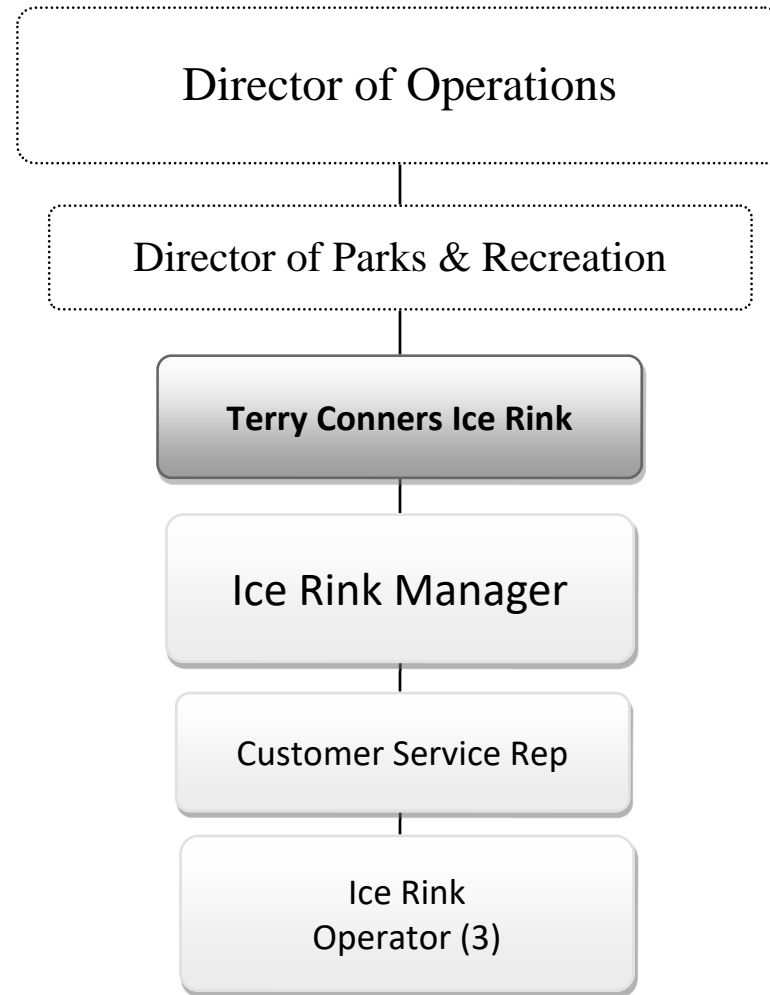 Director of Operations
Director of Parks & Recreation
Terry Conners Ice Rink
Ice Rink Manager
Customer Service Rep
Ice Rink
Operator (3)